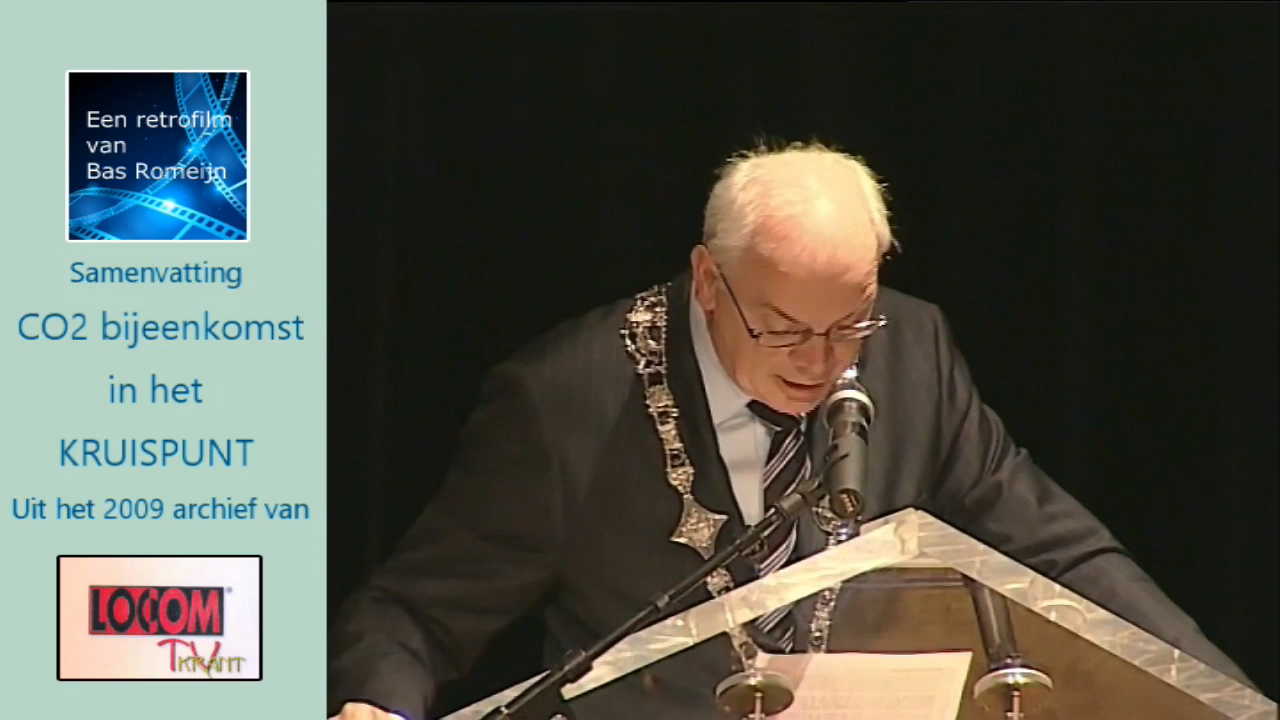 Een retrofilm
van
Bas Romeijn
Samenvatting
CO2 bijeenkomst
in het
KRUISPUNT
Uit het 2009 archief van
LOCOM
TV KRANT